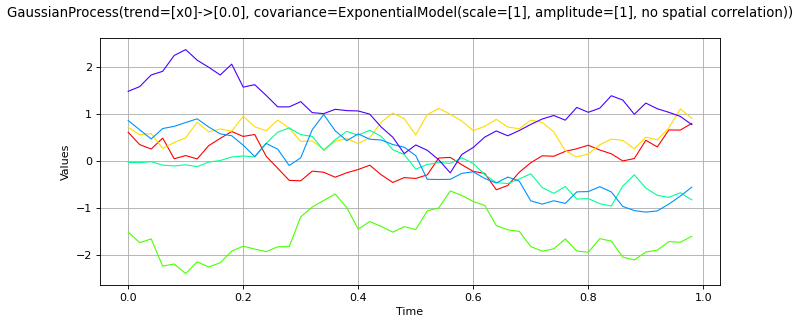 GaussianProcess(trend=[x0]->[0.0], covariance=ExponentialModel(scale=[1], amplitude=[1], no spatial correlation))
Values
2
1
0
−1
−2
0.0 0.2 0.4 0.6 0.8 1.0
Time